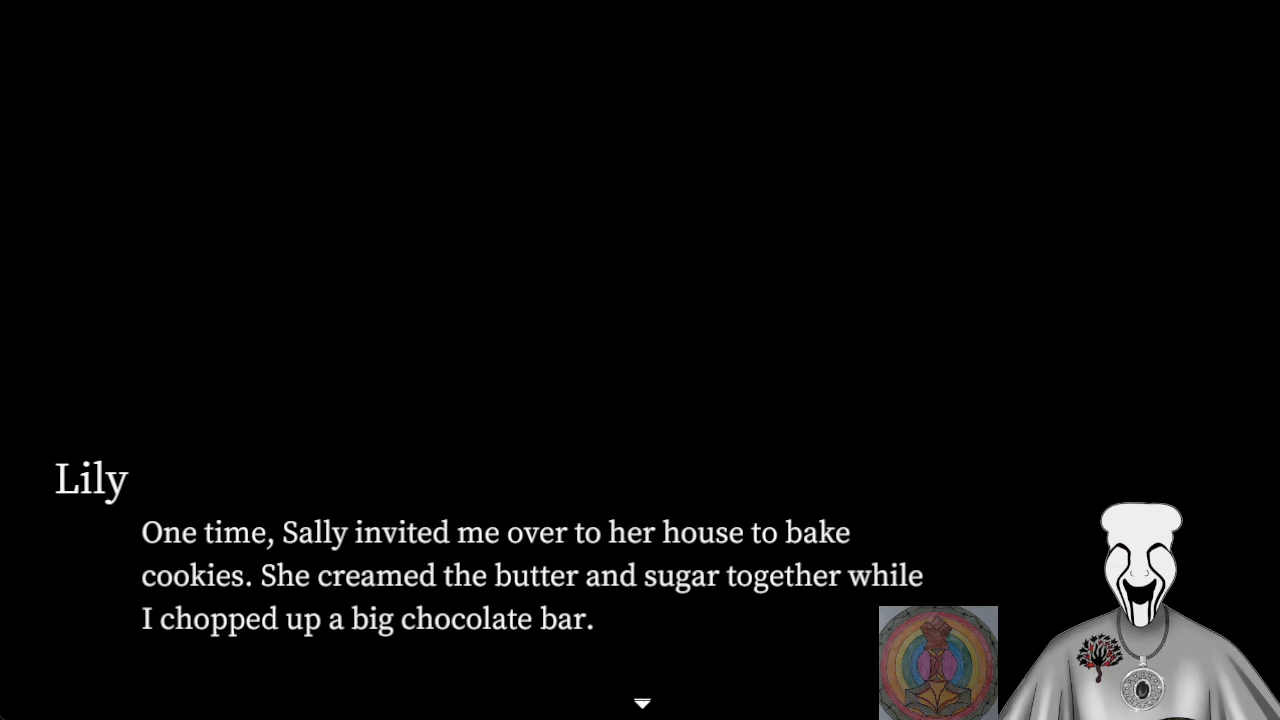 Lily
One time, Sally invited me over to her house to bake
cookies. She creamed the butter and sugar together while
I chopped up a big chocolate bar.